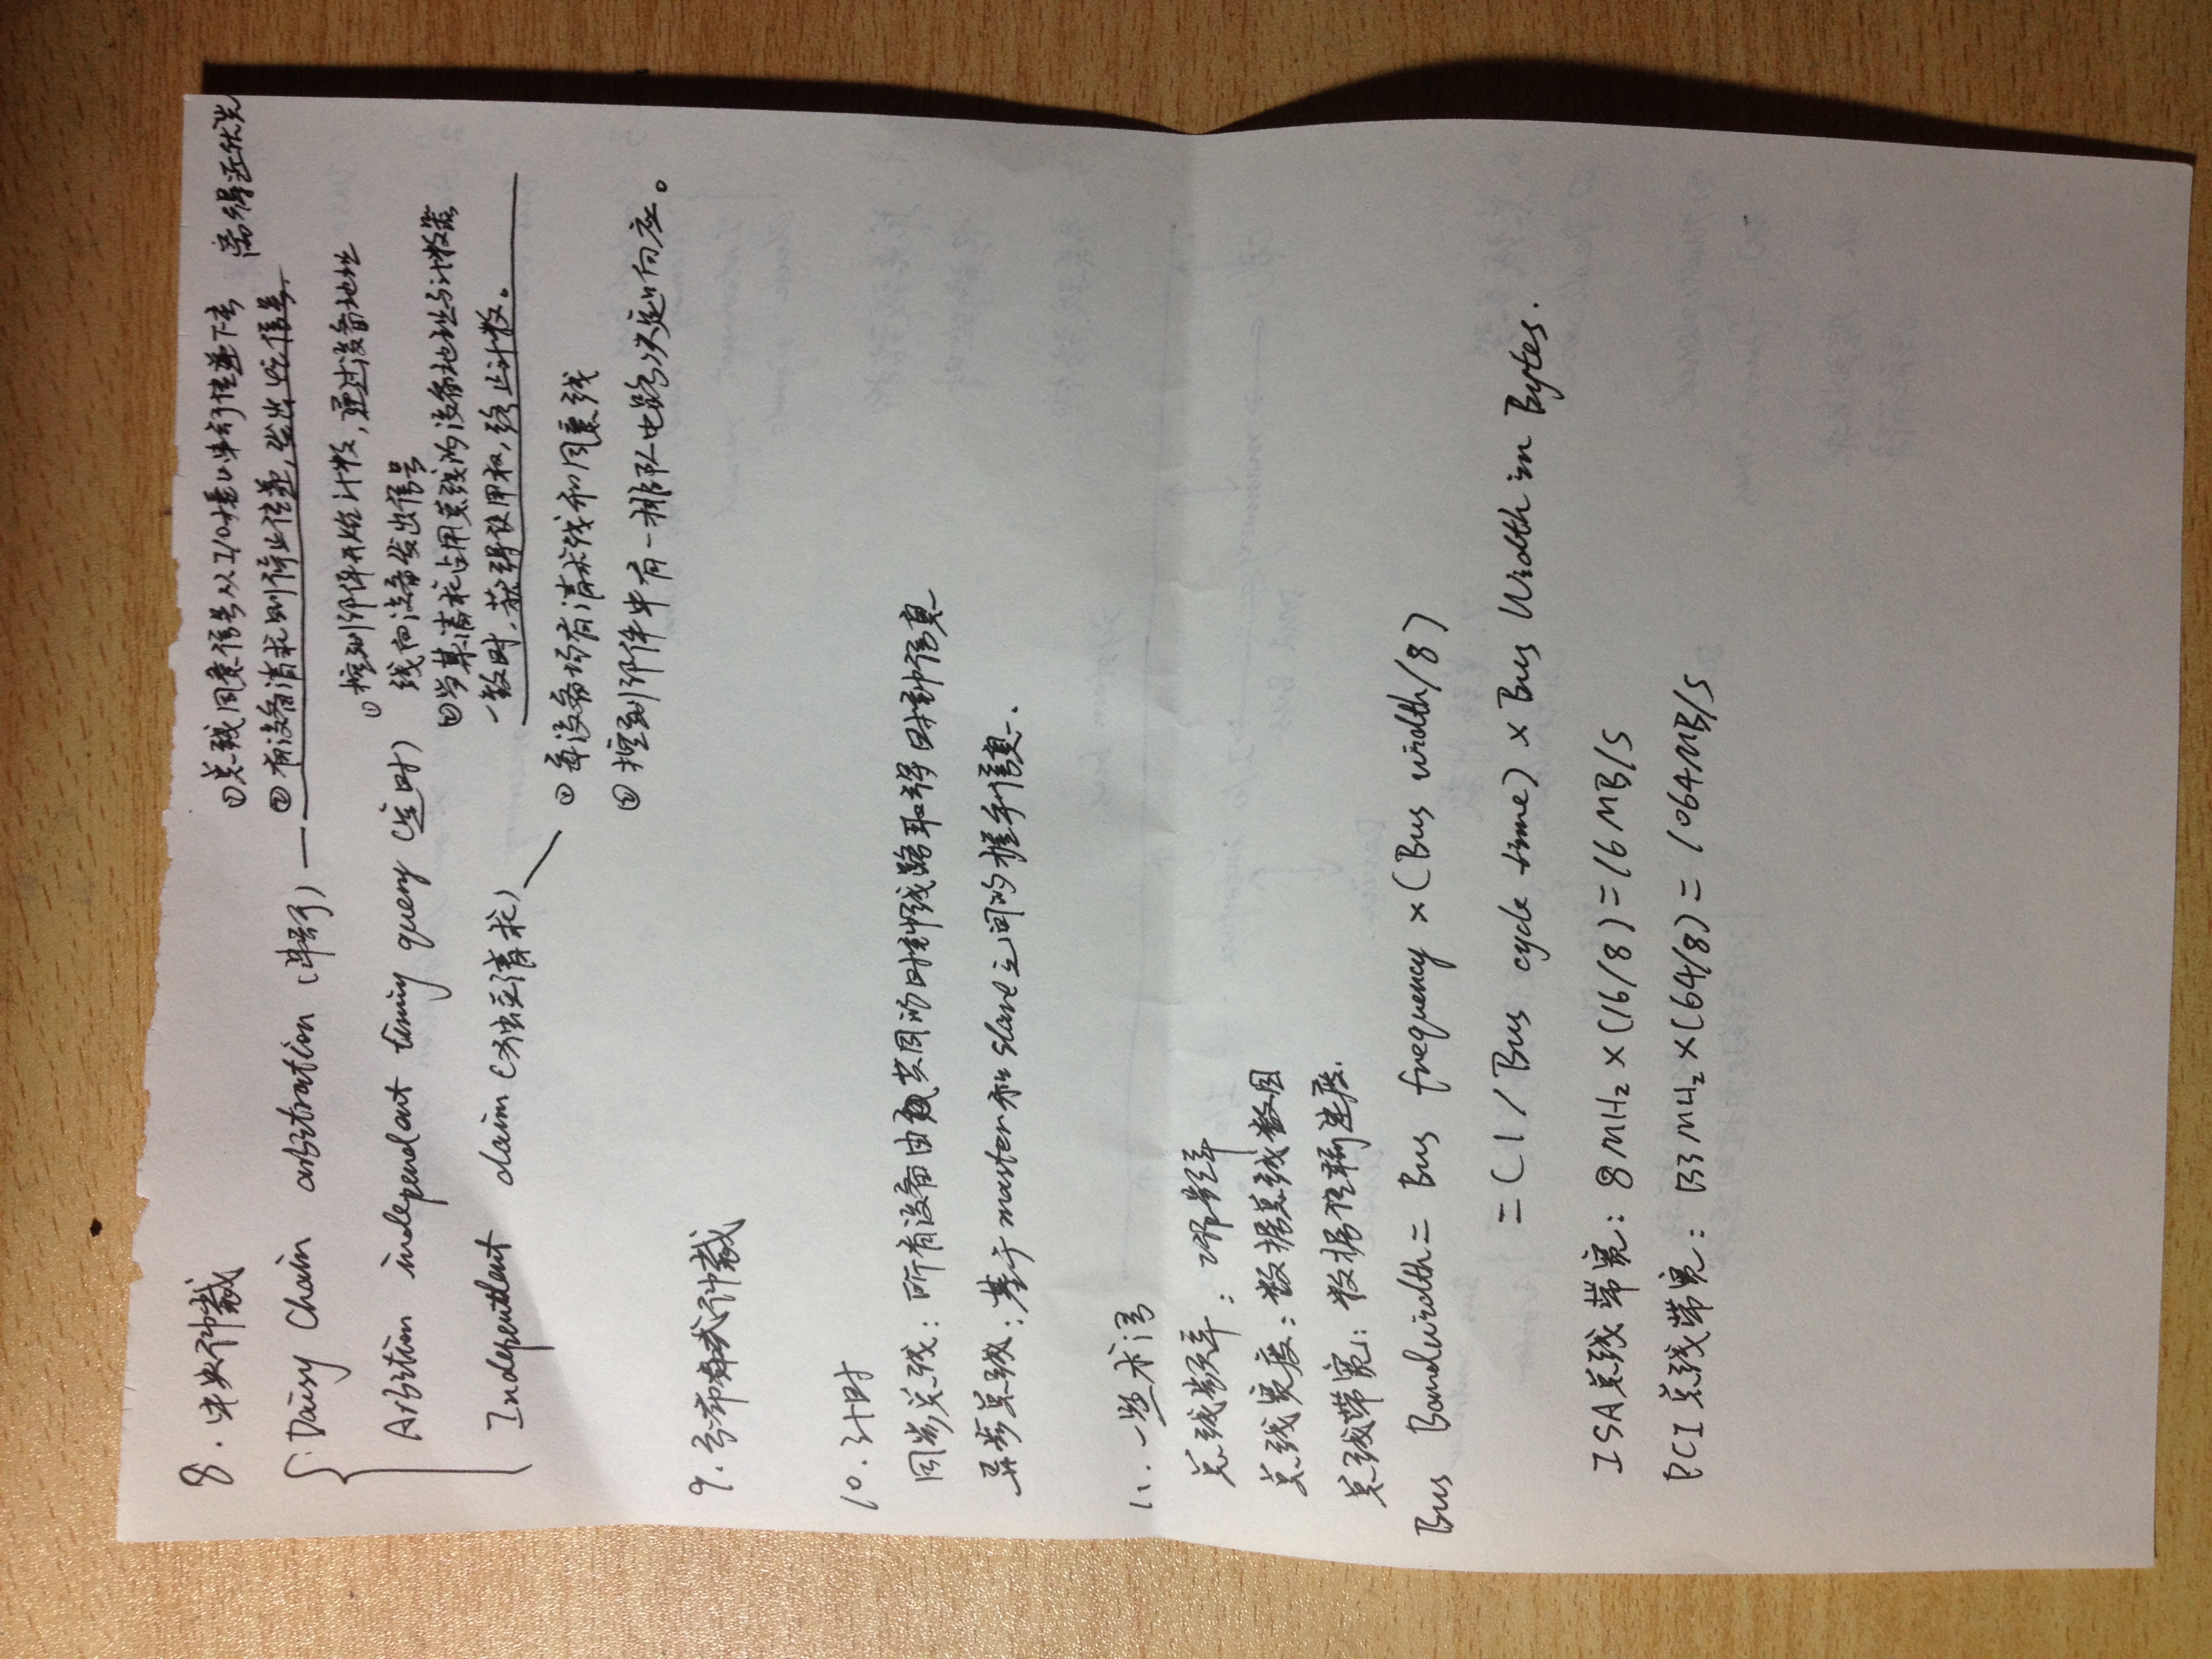 8. 中央仲裁
Daisy Chain arbitration (串行)
①总线同意信号从I/O接口串行传递下去 离得近优先
②有设备请求则停止传递,发出忙信号.
Arbition independent timing query (定时)
①控制部件开始计数,通过设备地址
线向设备发出信号
②当某请求占用总线的设备地址与计数器
一致时,获得使用权,终止计数。
Independent claim (独立请求)
①每设备均有请求线和同意线
②控制部件中有一排队电路决定响应。
9. 分布式仲裁
10. 计时
同步总线: 所有设备由共同的时钟线路取得时钟信息
异步总线: 基于master和slave之间的握手信息.
11. 一些术语
总线频率: 工作频率
总线宽度: 数据总线数目
总线带宽: 数据传输速度.
Bus Bandwidth = Bus frequency × (Bus width/8)
= (1 / Bus cycle time) × Bus Width in Bytes.
ISA总线带宽: 8MHz×(16/8)=16MB/s
PCI总线带宽: 133MHz×(64/8)=1064MB/s